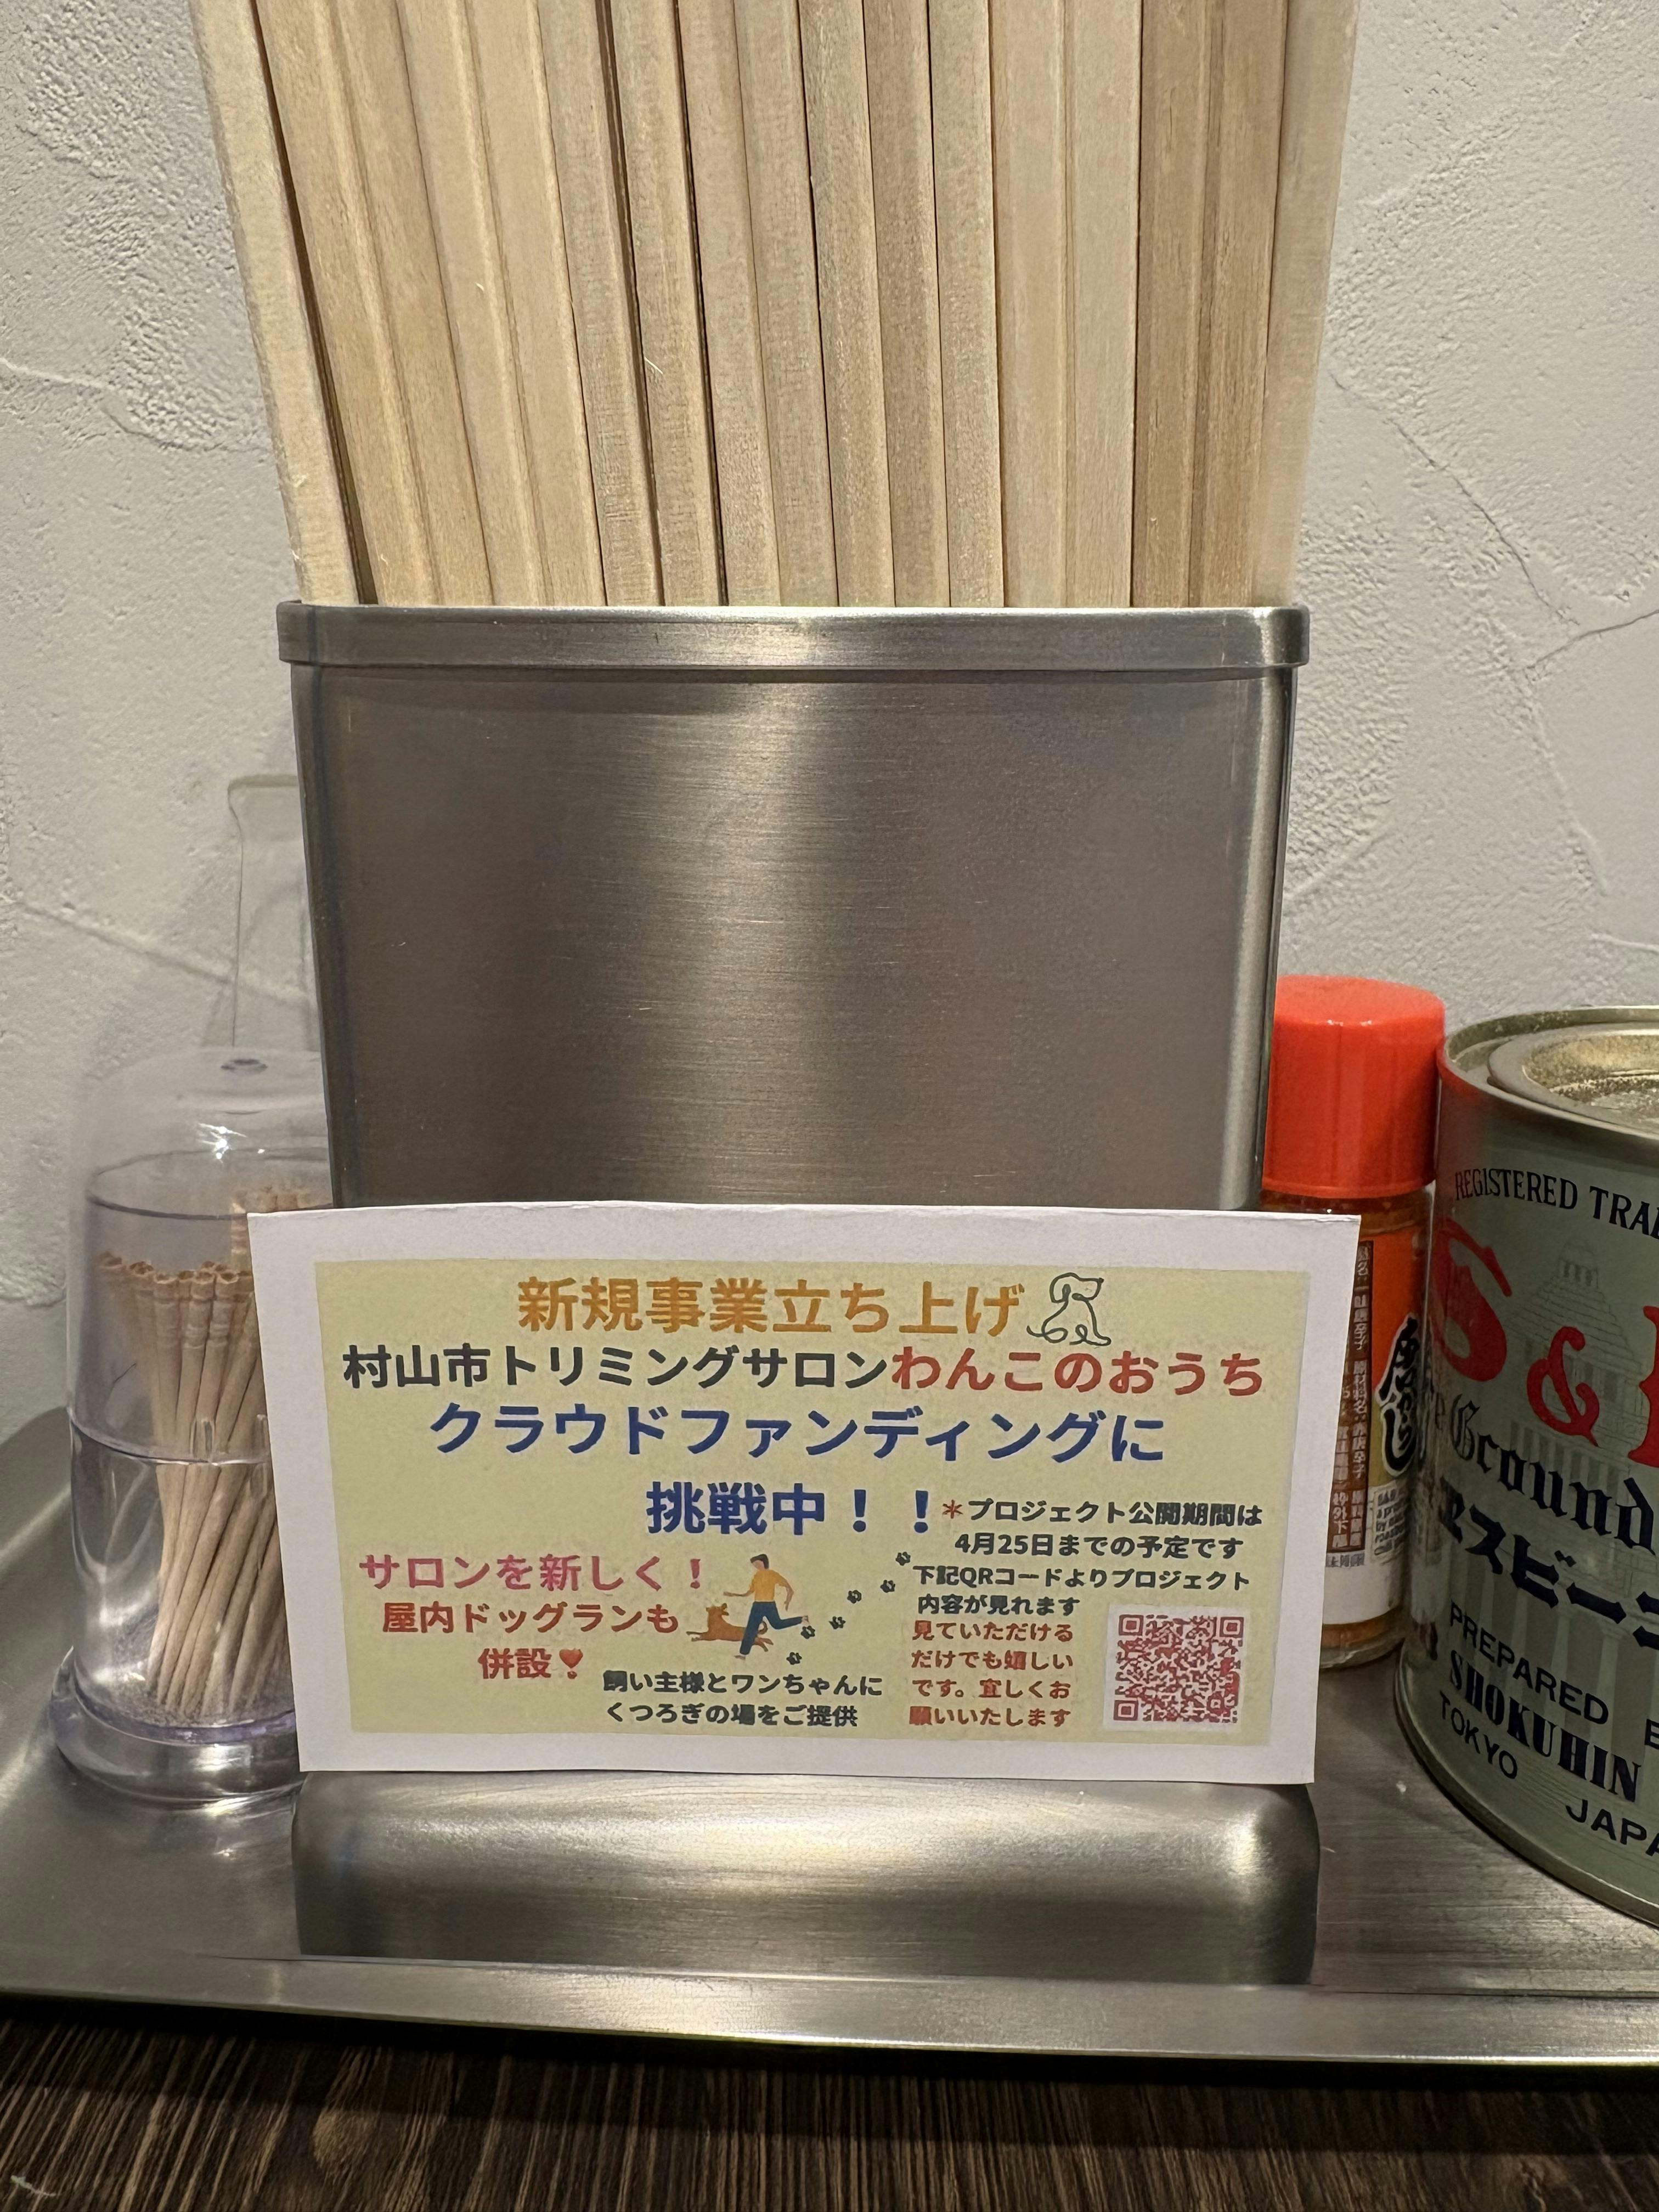 新規事業立ち上げ
村山市トリミングサロンわんこのおうち
クラウドファンディングに
挑戦中！！
＊プロジェクト公開期間は
4月25日までの予定です
下記QRコードよりプロジェクト
内容が見れます
見ていただける
だけでも嬉しい
です。宜しくお
願いいたします
サロンを新しく！
屋内ドッグランも
併設❣
飼い主様とワンちゃんに
くつろぎの場をご提供
REGISTERED
S&
Ground
エスビー
PREPARED
SHOKUHIN
TOKYO